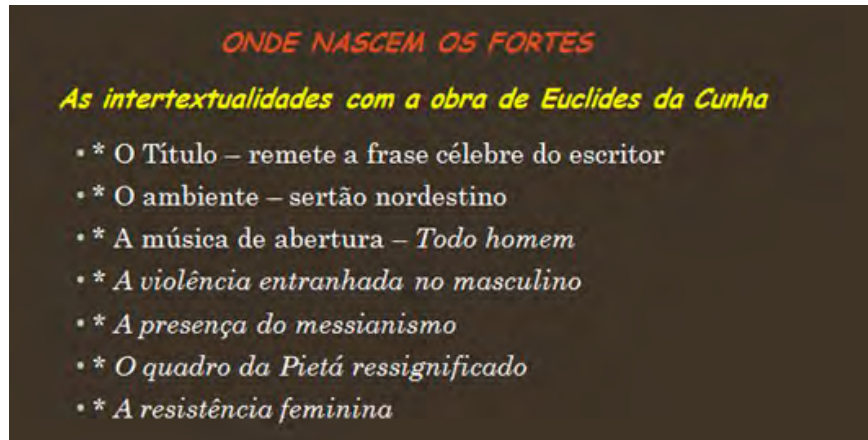 ONDE NASCEM OS FORTES
As intertextualidades com a obra de Euclides da Cunha
• * O Título – remete a frase célebre do escritor
• * O ambiente – sertão nordestino
• * A música de abertura – Todo homem
• * A violência entranhada no masculino
• * A presença do messianismo
• * O quadro da Pietá ressignificado
• * A resistência feminina